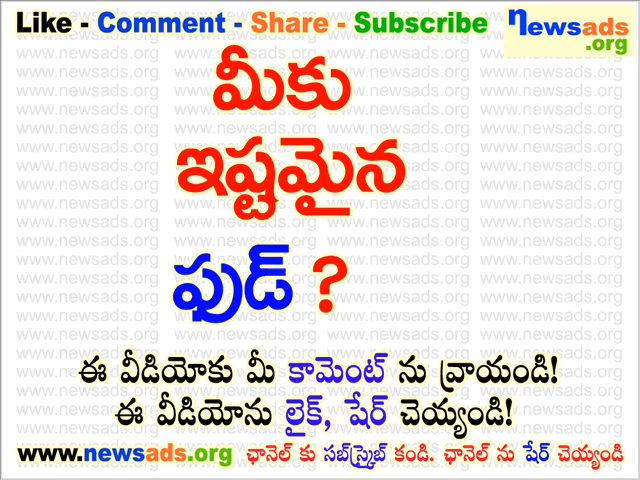 Like - Comment - Share - Subscribe
newsads
.org
మీకు
ఇష్టమైన
ఫుడ్ ?
ఈ వీడియోకు మీ కామెంట్ ను వ్రాయండి!
ఈ వీడియోను లైక్, షేర్ చెయ్యండి!
www.newsads.org ఛానెల్ కు సబ్‌స్క్రైబ్ కండి. ఛానెల్ ను షేర్ చెయ్యండి